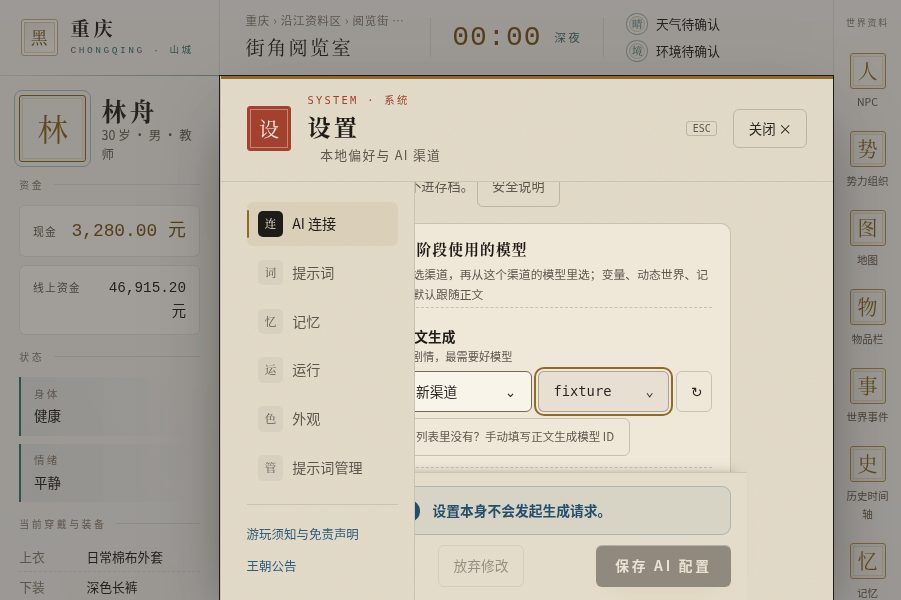 黑
重庆
CHONGQING · 山城
重庆 › 沿江资料区 › 阅览街 ···
街角阅览室
00:00 深夜
晴 天气待确认
境 环境待确认
世界资料
林
林舟
30 岁 · 男 · 教
师
资金
现金 3,280.00 元
线上资金 46,915.20
元
状态
身体
健康
情绪
平静
当前穿戴与装备
上衣 日常棉布外套
下装 深色长裤
设
SYSTEM · 系统
设置
本地偏好与 AI 渠道
ESC
关闭 ×
连 AI 连接
词 提示词
忆 记忆
运 运行
色 外观
管 提示词管理
游玩须知与免责声明
王朝公告
进存档。
安全说明
阶段使用的模型
选渠道，再从这个渠道的模型里选；变量、动态世界、记
默认跟随正文
文生成
剧情，最需要好模型
新渠道
fixture
↻
列表里没有？手动填写正文生成模型 ID
设置本身不会发起生成请求。
放弃修改
保存 AI 配置
人
NPC
势
势力组织
图
地图
物
物品栏
事
世界事件
史
历史时间
轴
忆
记忆